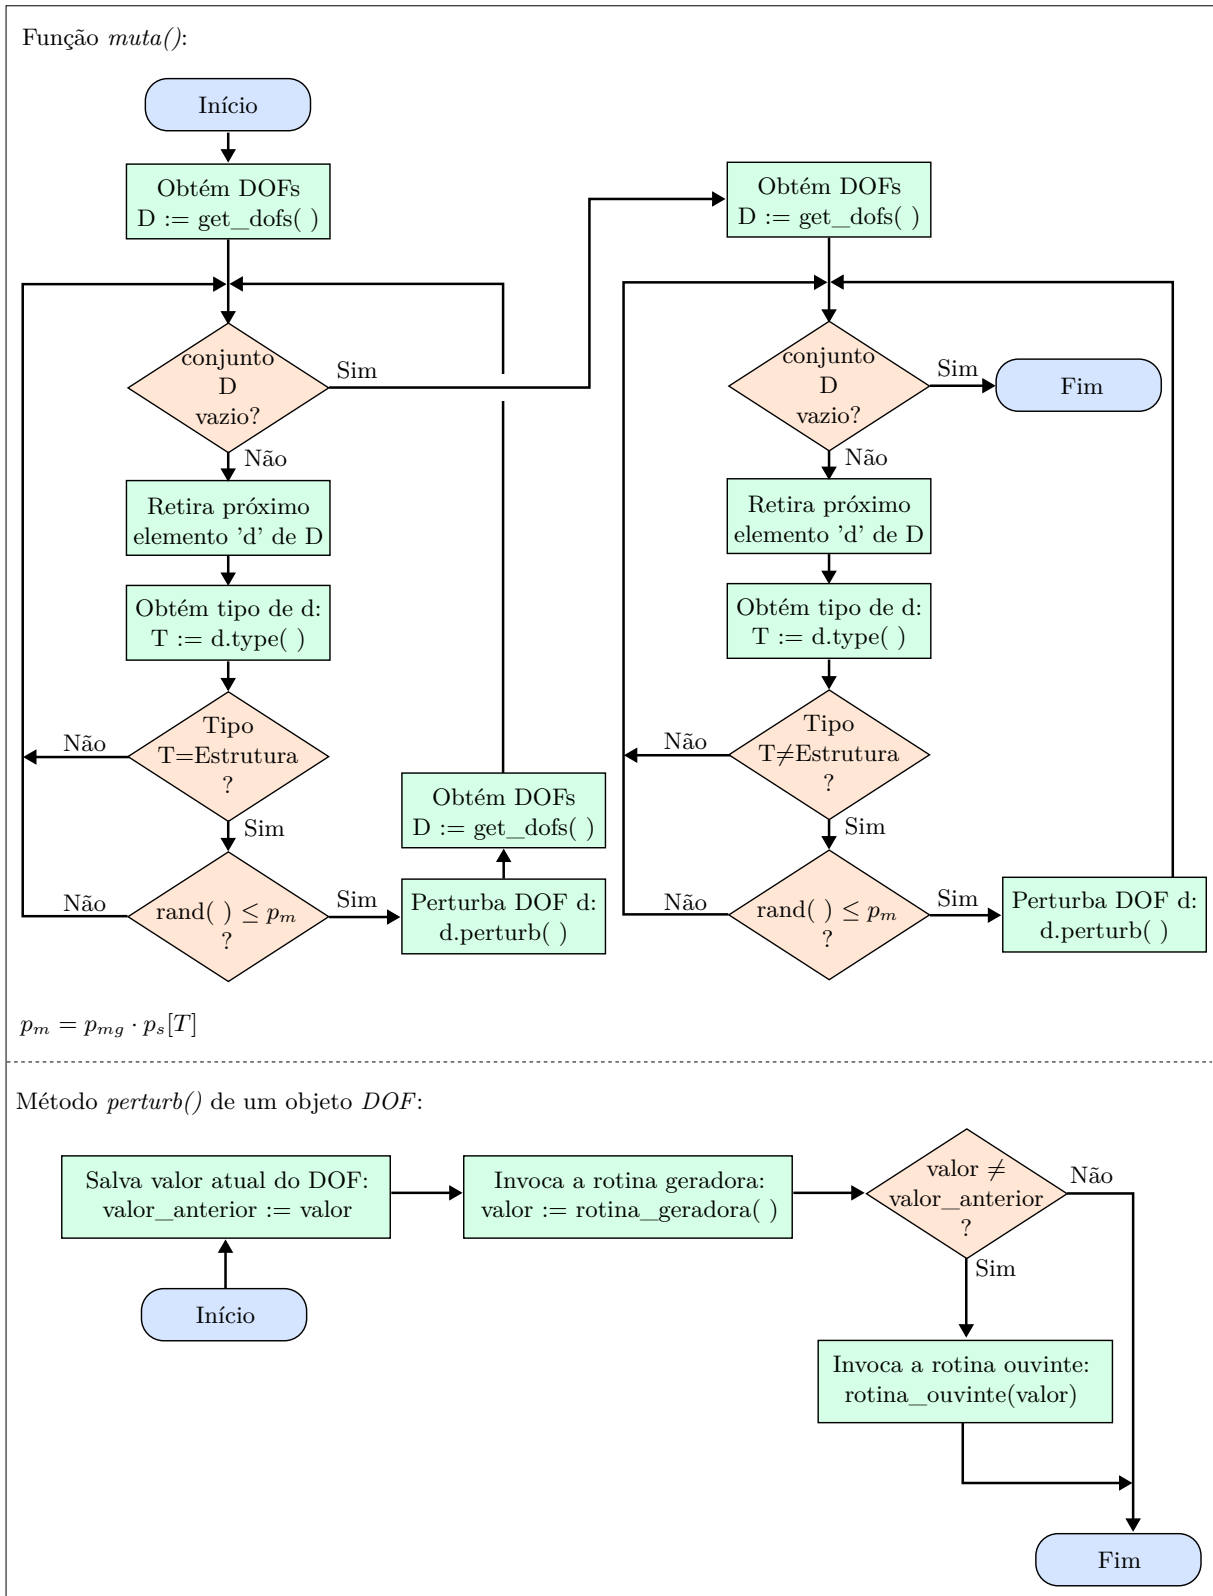 Função muta():
Início
Obtém DOFs
D := get_dofs( )
conjunto
D
vazio?
Sim
Não
Retira próximo
elemento 'd' de D
Obtém tipo de d:
T := d.type( )
Tipo
T=Estrutura
?
Não
Sim
rand( ) ≤ pₘ
?
Não
Sim
Perturba DOF d:
d.perturb( )
Obtém DOFs
D := get_dofs( )
Obtém DOFs
D := get_dofs( )
conjunto
D
vazio?
Sim
Fim
Não
Retira próximo
elemento 'd' de D
Obtém tipo de d:
T := d.type( )
Tipo
T≠Estrutura
?
Não
Sim
rand( ) ≤ pₘ
?
Não
Sim
Perturba DOF d:
d.perturb( )
p_m = p_{mg} · p_s[T]
Método perturb() de um objeto DOF:
Salva valor atual do DOF:
valor_anterior := valor
Início
Invoca a rotina geradora:
valor := rotina_geradora( )
valor ≠
valor_anterior
?
Não
Sim
Invoca a rotina ouvinte:
rotina_ouvinte(valor)
Fim